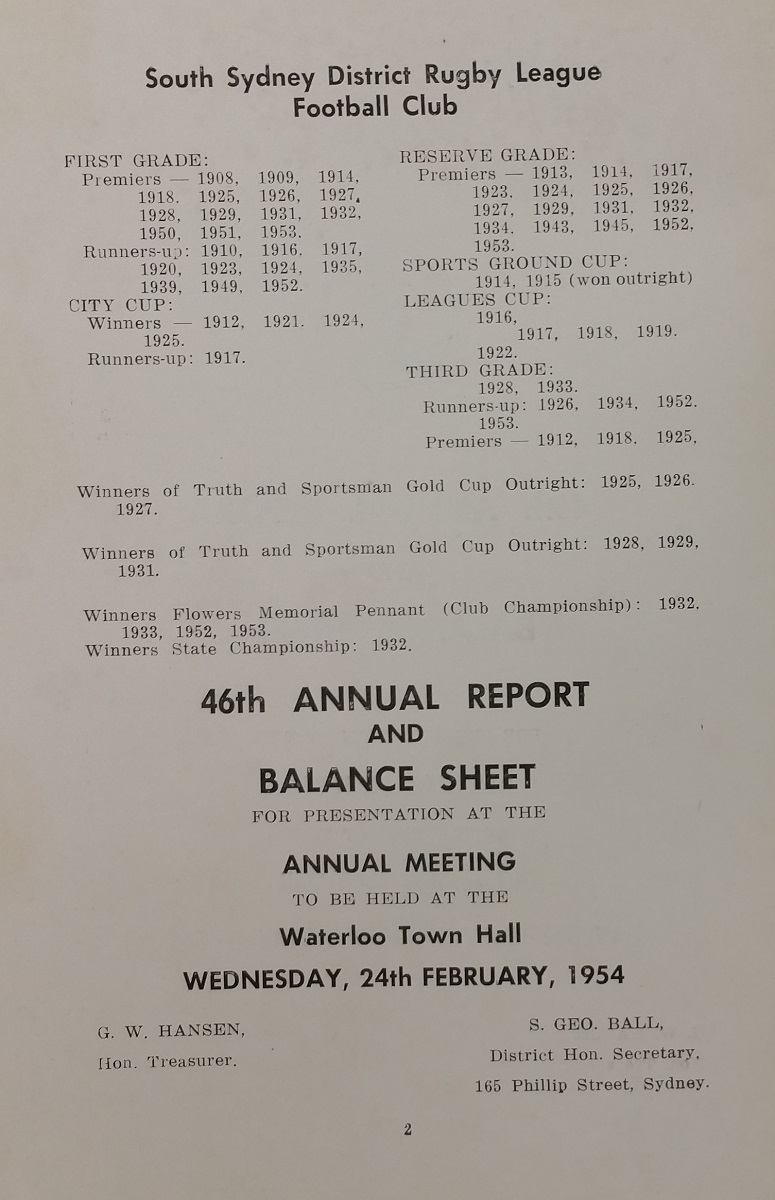 South Sydney District Rugby League
Football Club
FIRST GRADE:
Premiers — 1908, 1909, 1914,
1918. 1925, 1926, 1927,
1928, 1929, 1931, 1932,
1950, 1951, 1953.
Runners-up: 1910, 1916. 1917,
1920, 1923, 1924, 1935,
1939, 1949, 1952.
CITY CUP:
Winners — 1912, 1921. 1924,
1925.
Runners-up: 1917.
RESERVE GRADE:
Premiers — 1913, 1914, 1917,
1923. 1924, 1925, 1926,
1927, 1929, 1931, 1932,
1934. 1943, 1945, 1952,
1953.
SPORTS GROUND CUP:
1914, 1915 (won outright)
LEAGUES CUP:
1916,
1917, 1918, 1919.
1922.
THIRD GRADE:
1928, 1933.
Runners-up: 1926, 1934, 1952.
1953.
Premiers — 1912, 1918. 1925,
Winners of Truth and Sportsman Gold Cup Outright: 1925, 1926.
1927.
Winners of Truth and Sportsman Gold Cup Outright: 1928, 1929,
1931.
Winners Flowers Memorial Pennant (Club Championship): 1932,
1933, 1952, 1953.
Winners State Championship: 1932.
46th ANNUAL REPORT
AND
BALANCE SHEET
FOR PRESENTATION AT THE
ANNUAL MEETING
TO BE HELD AT THE
Waterloo Town Hall
WEDNESDAY, 24th FEBRUARY, 1954
G. W. HANSEN,
Hon. Treasurer.
S. GEO. BALL,
District Hon. Secretary,
165 Phillip Street, Sydney.
2